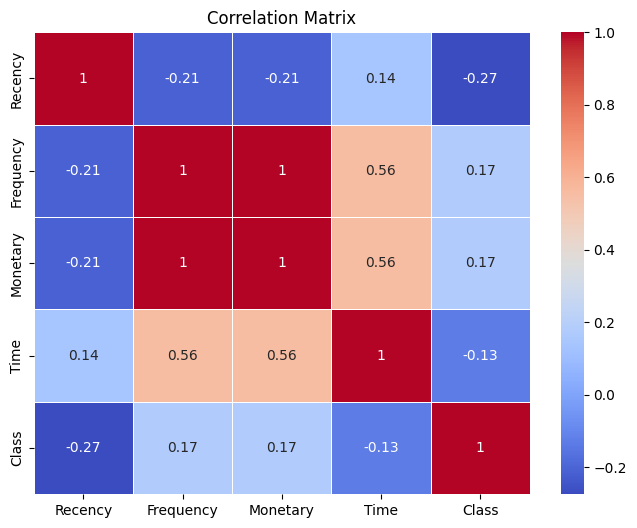 Correlation Matrix
Recency 1 -0.21 -0.21 0.14 -0.27
Frequency -0.21 1 1 0.56 0.17
Monetary -0.21 1 1 0.56 0.17
Time 0.14 0.56 0.56 1 -0.13
Class -0.27 0.17 0.17 -0.13 1
Recency Frequency Monetary Time Class
1.0
0.8
0.6
0.4
0.2
0.0
−0.2